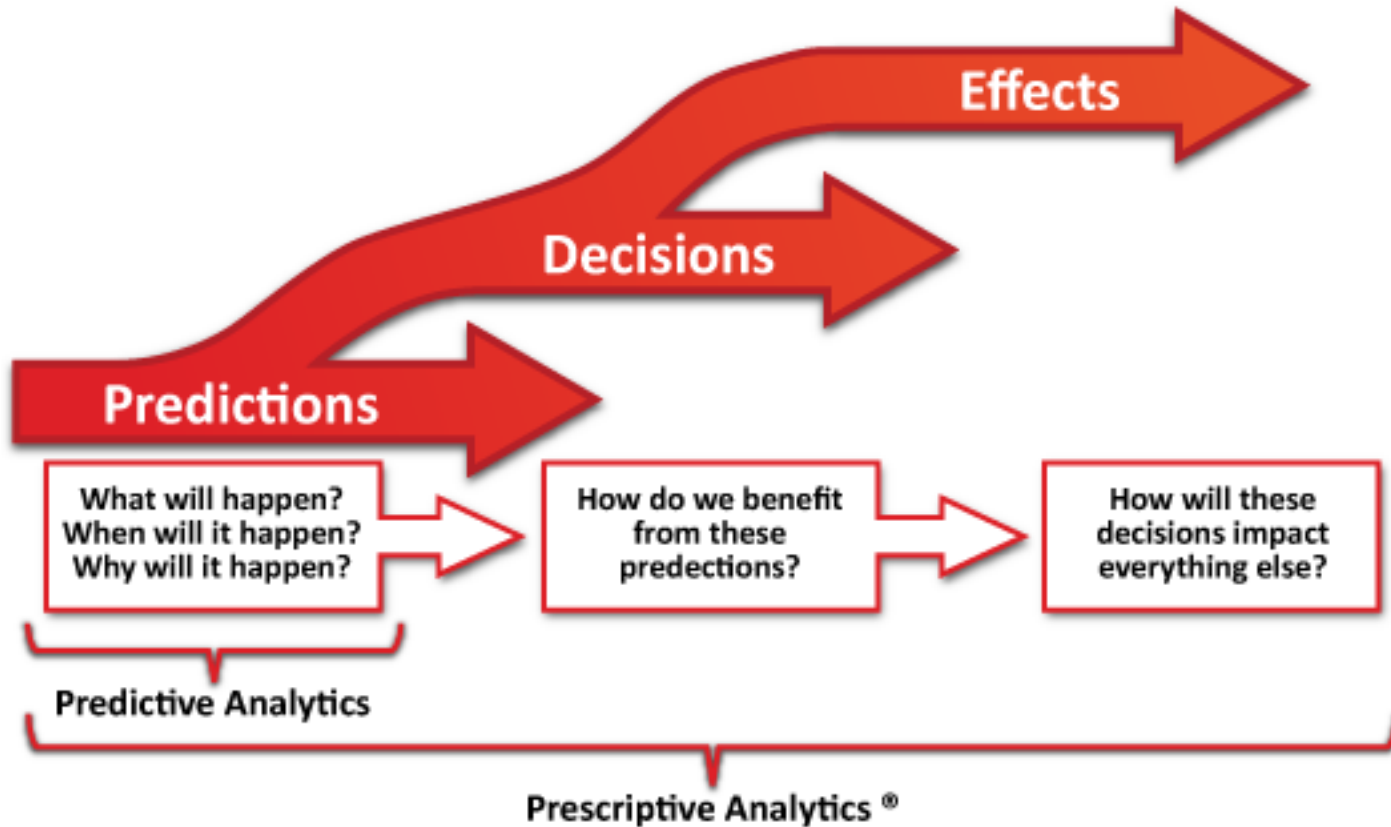 Effects
Decisions
Predictions
What will happen?
When will it happen?
Why will it happen?
How do we benefit
from these
predections?
How will these
decisions impact
everything else?
Predictive Analytics
Prescriptive Analytics ®